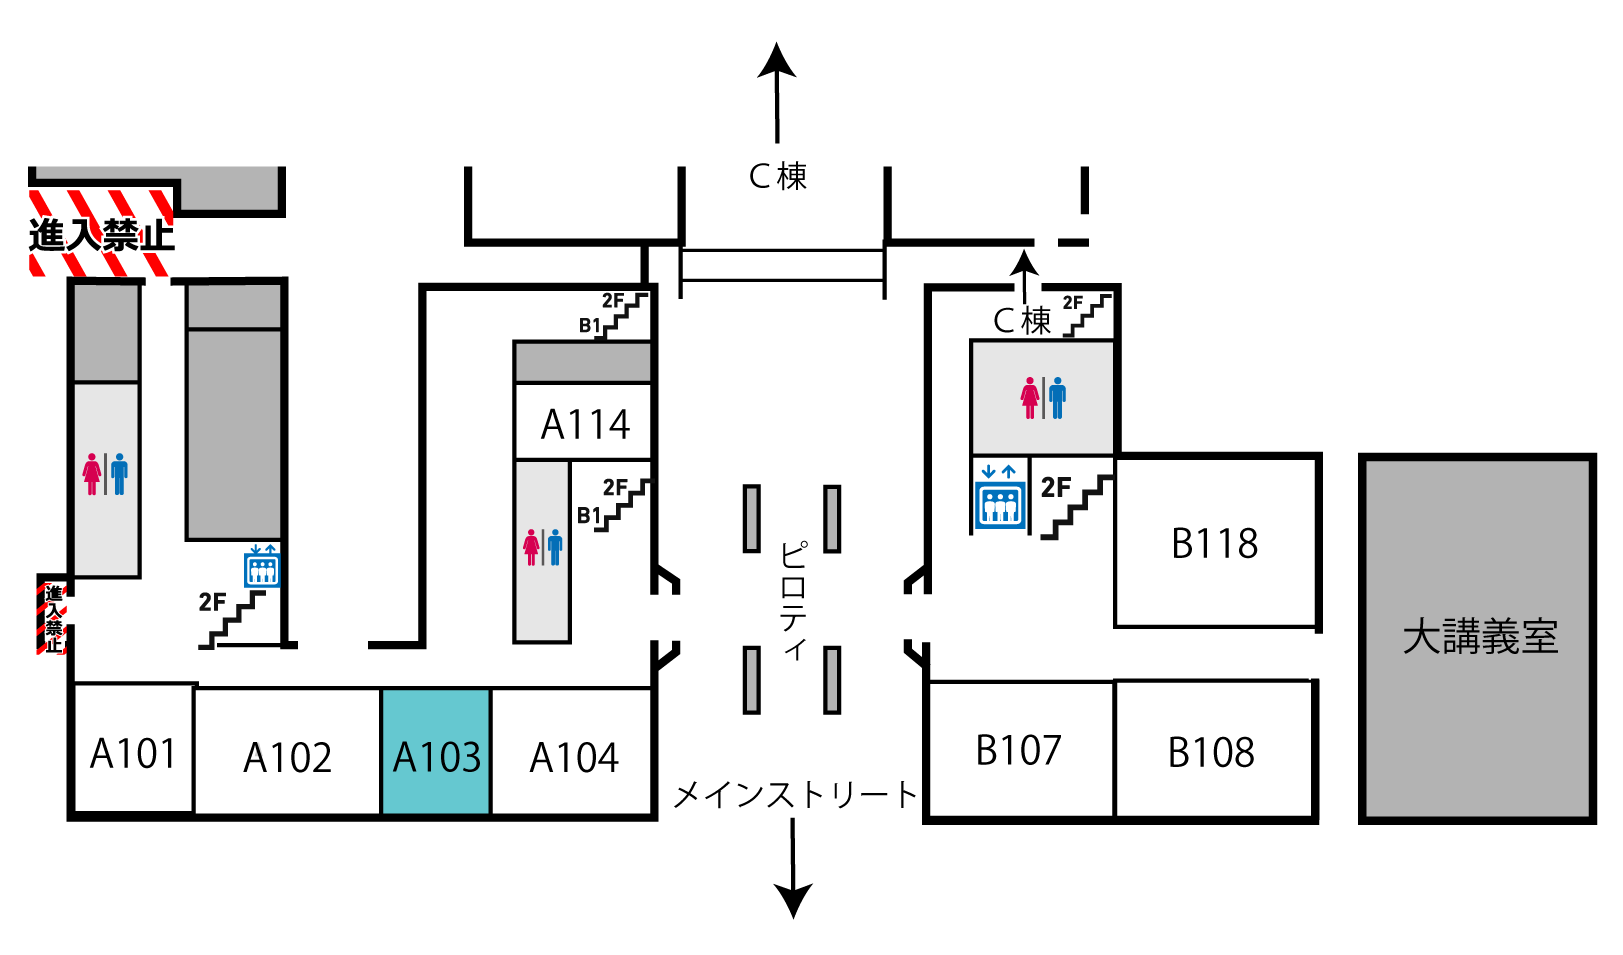 C棟
進入禁止
2F
B1
C棟
2F
A114
2F
B1
2F
B118
ピロティ
進入禁止
2F
大講義室
A101
A102
A103
A104
B107
B108
メインストリート